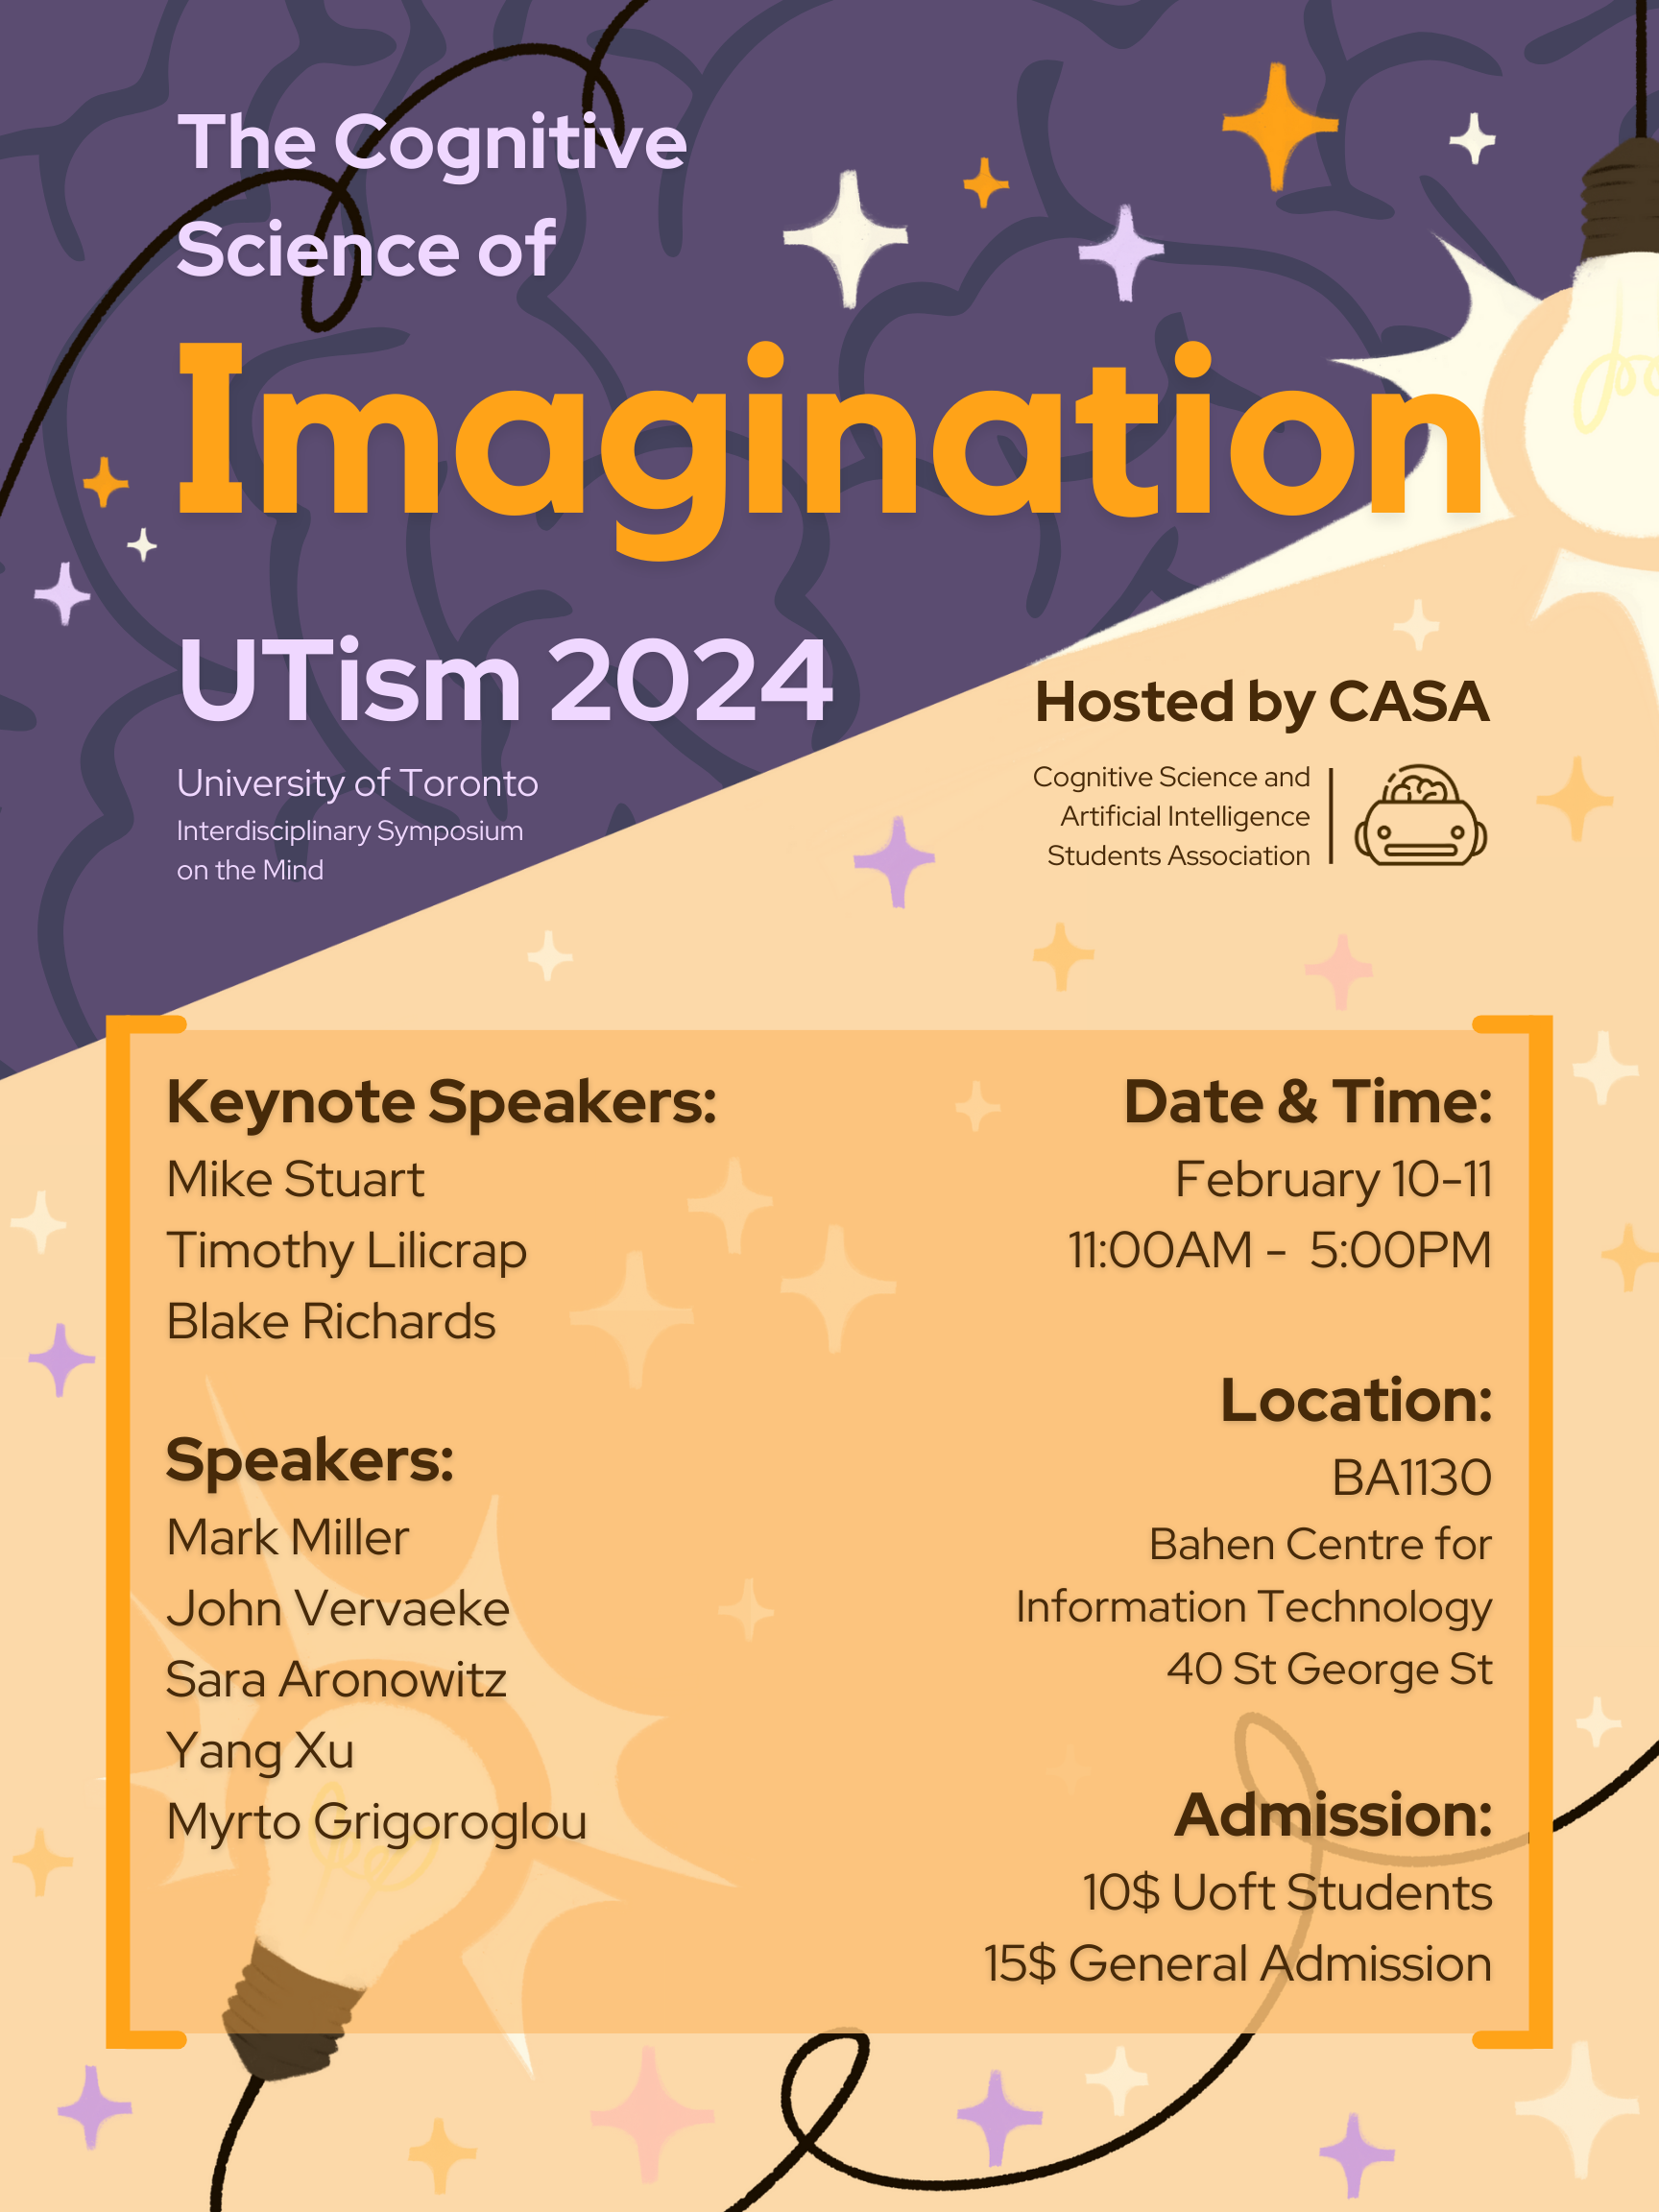 The Cognitive
Science of
Imagination
UTism 2024
University of Toronto
Interdisciplinary Symposium
on the Mind
Hosted by CASA
Cognitive Science and
Artificial Intelligence
Students Association
Keynote Speakers:
Mike Stuart
Timothy Lilicrap
Blake Richards
Speakers:
Mark Miller
John Vervaeke
Sara Aronowitz
Yang Xu
Myrto Grigoroglou
Date & Time:
February 10-11
11:00AM - 5:00PM
Location:
BA1130
Bahen Centre for
Information Technology
40 St George St
Admission:
10$ Uoft Students
15$ General Admission